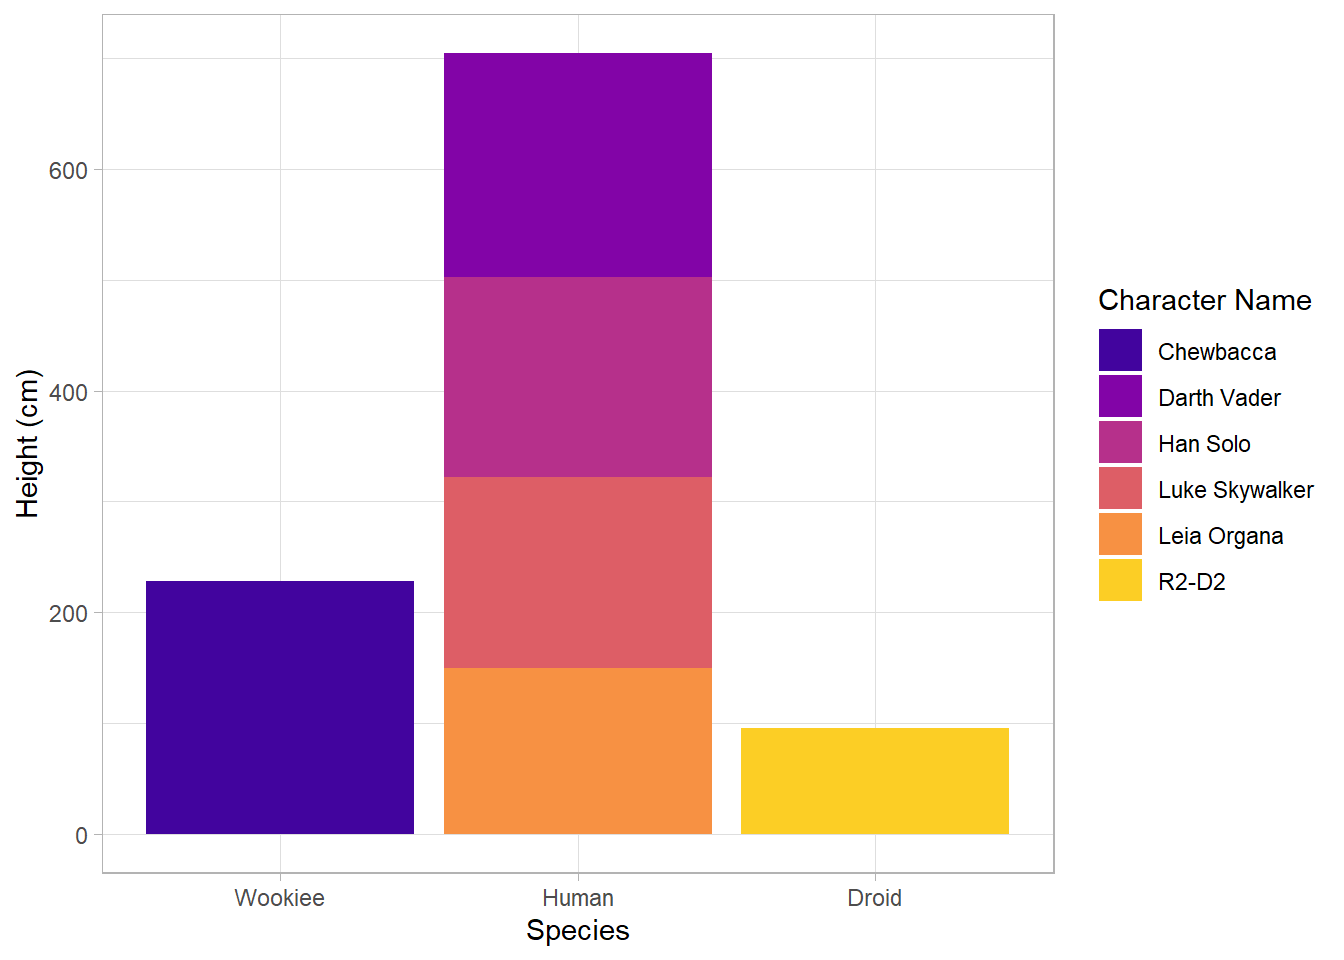 Height (cm)
600
400
200
0
Wookiee
Human
Droid
Species
Character Name
Chewbacca
Darth Vader
Han Solo
Luke Skywalker
Leia Organa
R2-D2